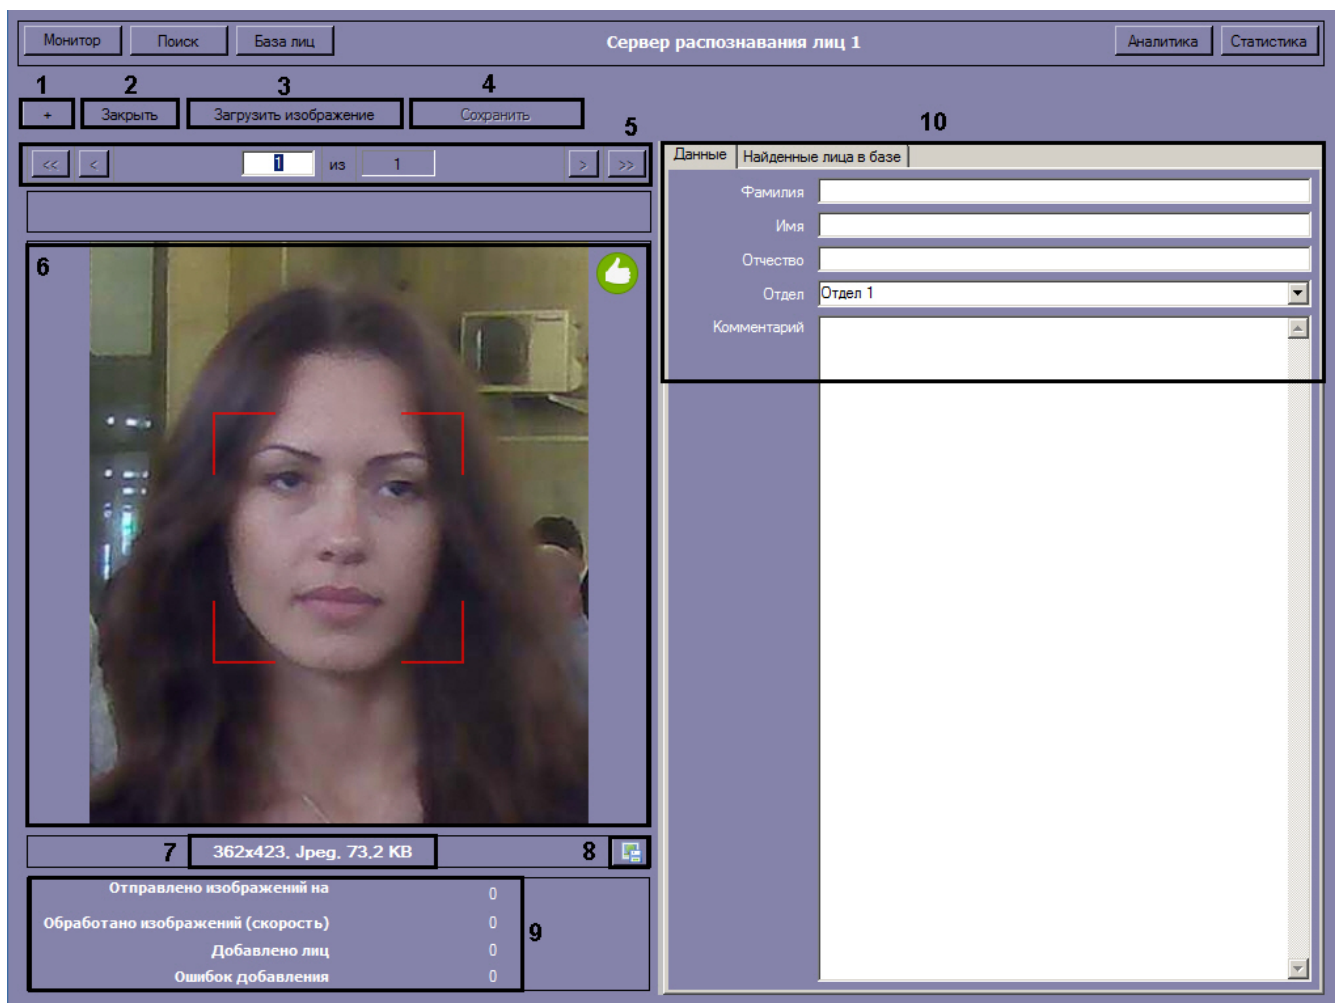 Монитор Поиск База лиц Сервер распознавания лиц 1 Аналитика Статистика
1 2 3 4
+ Закрыть Загрузить изображение Сохранить
5 10
<< < 1 из 1 > >>
Данные Найденные лица в базе
Фамилия
Имя
6
Отчество
Отдел Отдел 1
Комментарий
7 362x423, Jpeg, 73,2 KB 8
Отправлено изображений на 0
Обработано изображений (скорость) 0
9
Добавлено лиц 0
Ошибок добавления 0